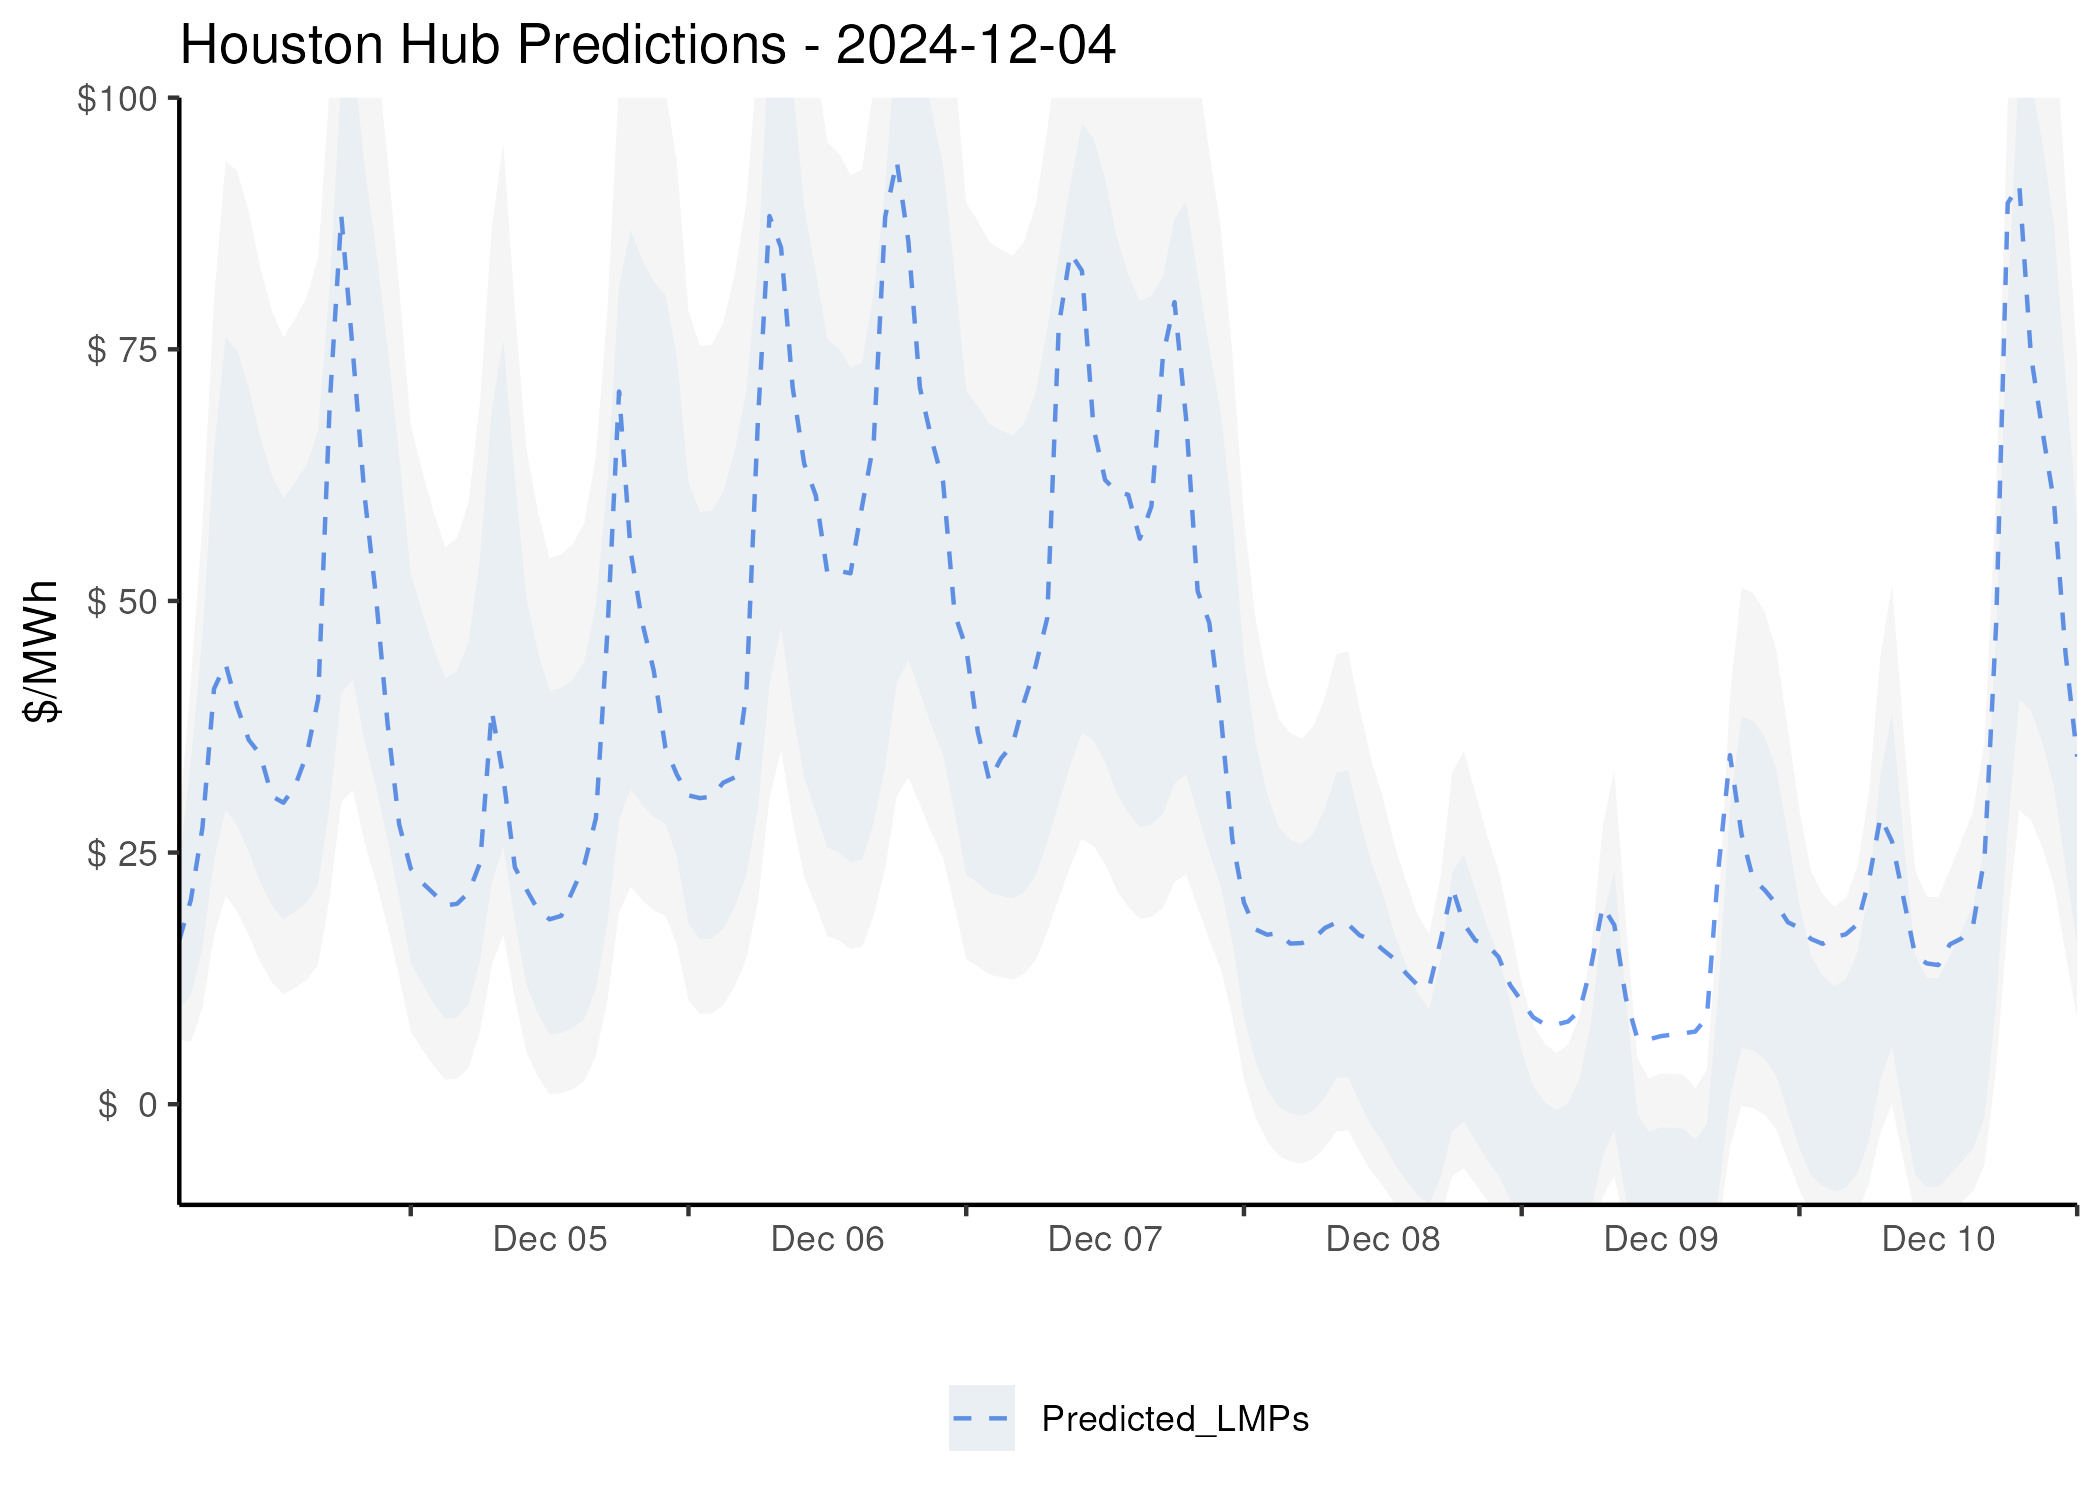 Houston Hub Predictions - 2024-12-04
$100
$ 75
$ 50
$ 25
$ 0
$/MWh
Dec 05 Dec 06 Dec 07 Dec 08 Dec 09 Dec 10
Predicted_LMPs